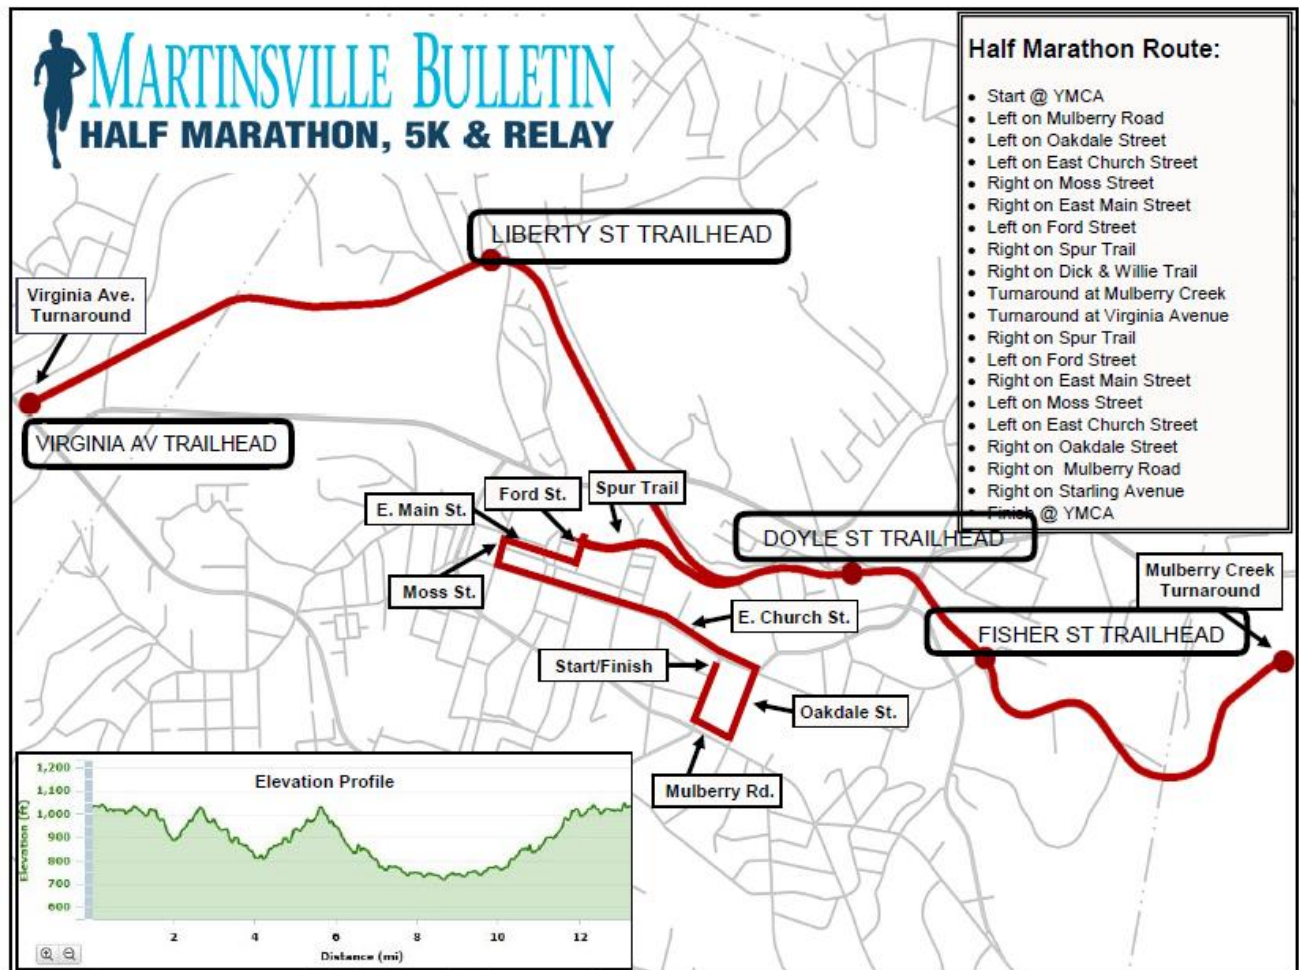 MARTINSVILLE BULLETIN
HALF MARATHON, 5K & RELAY
Half Marathon Route:
• Start @ YMCA
• Left on Mulberry Road
• Left on Oakdale Street
• Left on East Church Street
• Right on Moss Street
• Right on East Main Street
• Left on Ford Street
• Right on Spur Trail
• Right on Dick & Willie Trail
• Turnaround at Mulberry Creek
• Turnaround at Virginia Avenue
• Right on Spur Trail
• Left on Ford Street
• Right on East Main Street
• Left on Moss Street
• Left on East Church Street
• Right on Oakdale Street
• Right on Mulberry Road
• Right on Starling Avenue
• Finish @ YMCA
LIBERTY ST TRAILHEAD
Virginia Ave.
Turnaround
VIRGINIA AV TRAILHEAD
E. Main St.
Ford St.
Spur Trail
Moss St.
DOYLE ST TRAILHEAD
Mulberry Creek
Turnaround
E. Church St.
FISHER ST TRAILHEAD
Start/Finish
Oakdale St.
Mulberry Rd.
Elevation Profile
Elevation (ft)
1,200
1,100
1,000
900
800
700
600
2 4 6 8 10 12
Distance (mi)